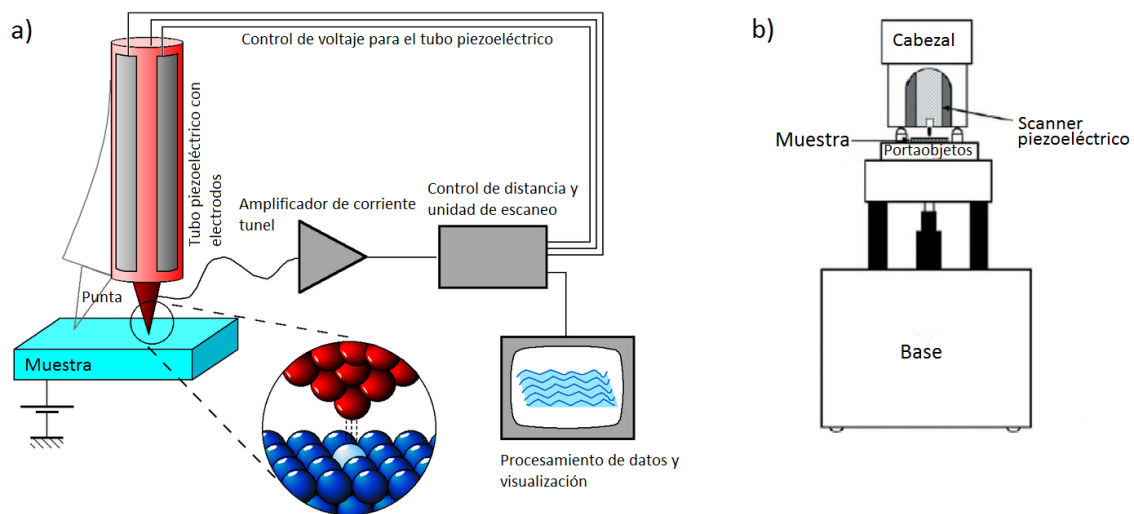 a)
Control de voltaje para el tubo piezoeléctrico
Tubo piezoeléctrico con
electrodos
Amplificador de corriente
tunel
Control de distancia y
unidad de escaneo
Punta
Muestra
Procesamiento de datos y
visualización
b)
Cabezal
Scanner
piezoeléctrico
Muestra
Portaobjetos
Base